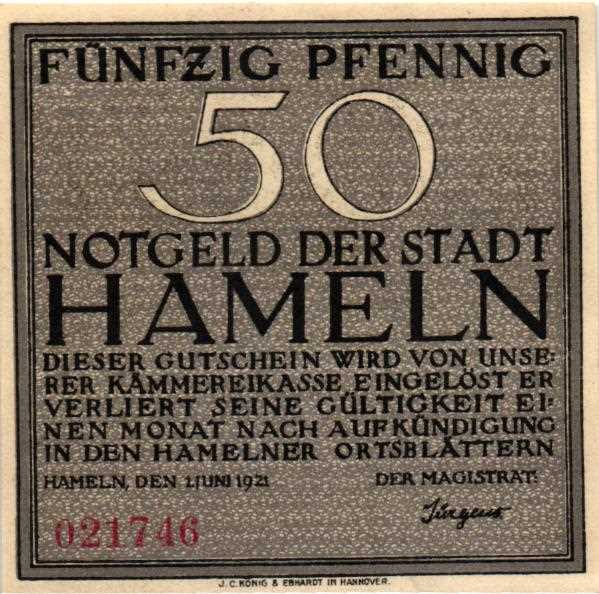 FÜNFZIG PFENNIG
50
NOTGELD DER STADT
HAMELN
DIESER GUTSCHEIN WIRD VON UNSE-
RER KÄMMEREIKASSE EINGELÖST ER
VERLIERT SEINE GÜLTIGKEIT EI-
NEN MONAT NACH AUFKÜNDIGUNG
IN DEN HAMELNER ORTSBLÄTTERN
HAMELN, DEN 1. JUNI 1921 DER MAGISTRAT:
Jürgens
021746
J. C. KÖNIG & EBHARDT IN HANNOVER.